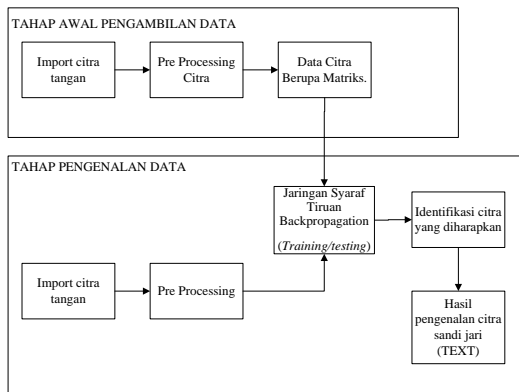 TAHAP AWAL PENGAMBILAN DATA
Import citra
tangan
Pre Processing
Citra
Data Citra
Berupa Matriks.
TAHAP PENGENALAN DATA
Jaringan Syaraf
Tiruan
Backpropagation
(Training/testing)
Identifikasi citra
yang diharapkan
Import citra
tangan
Pre Processing
Hasil
pengenalan citra
sandi jari
(TEXT)